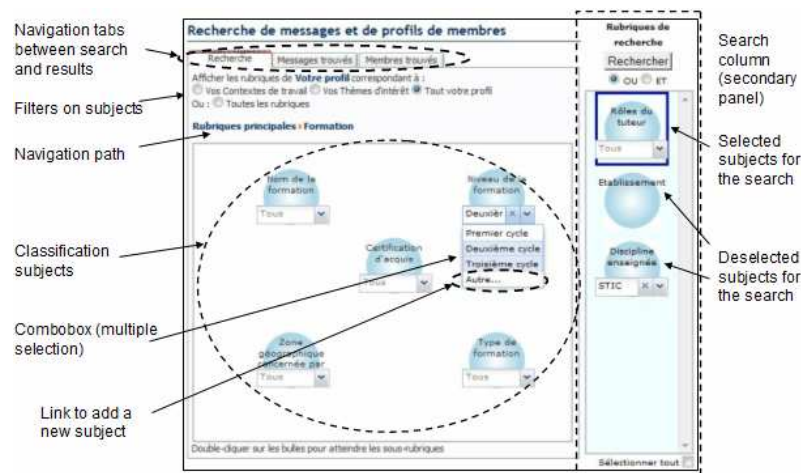 Navigation tabs
between search
and results
Filters on subjects
Navigation path
Classification
subjects
Combobox (multiple
selection)
Link to add a
new subject
Recherche de messages et de profils de membres
Recherche
Messages trouvés
Membres trouvés
Afficher les rubriques de Votre profil correspondant à :
Vos Contextes de travail Vos Thèmes d'intérêt Tout votre profil
Ou : Toutes les rubriques
Rubriques principales › Formation
Nom de la
formation
Tous
Niveau de la
formation
Deuxièr
Premier cycle
Deuxième cycle
Troisième cycle
Autre...
Certification
d'acquis
Tous
Zone
géographique
concernée par
Tous
Type de
formation
Tous
Double-cliquer sur les bulles pour atteindre les sous-rubriques
Rubriques de
recherche
Rechercher
OU ET
Rôles du
tuteur
Tous
Etablissement
Discipline
enseignée
STIC
Sélectionner tout
Search
column
(secondary
panel)
Selected
subjects for
the search
Deselected
subjects for
the search